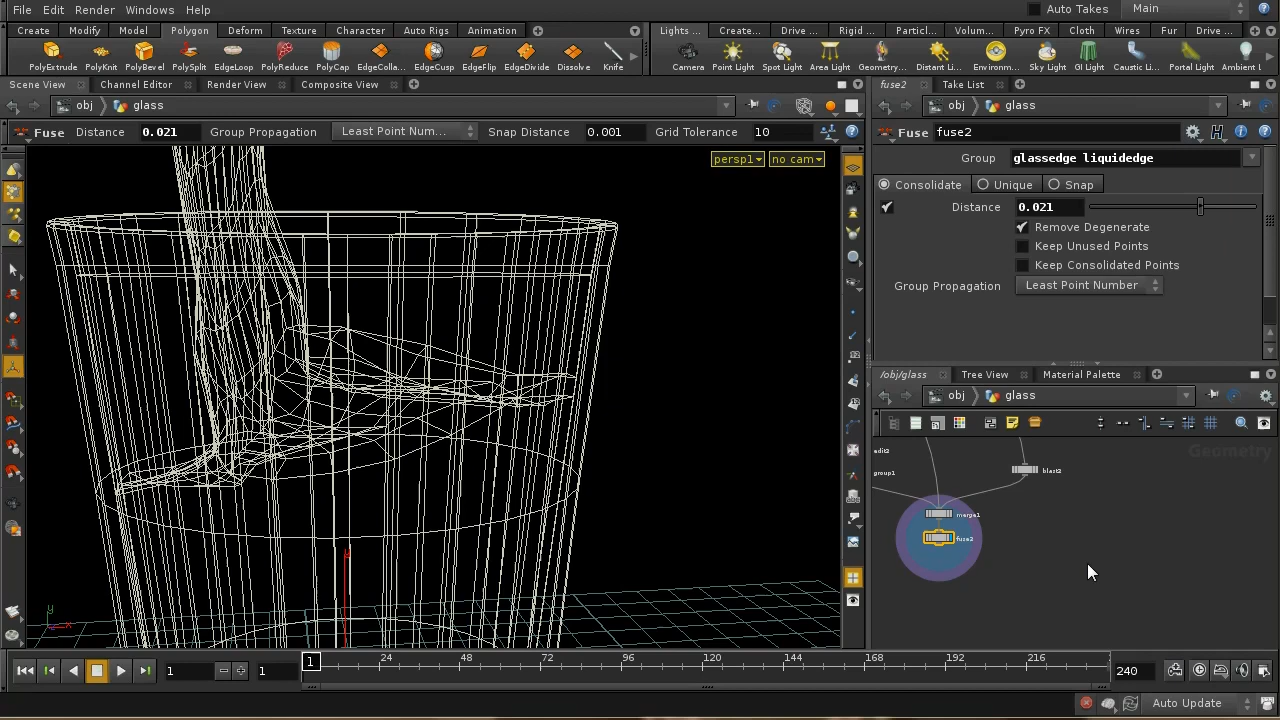 File Edit Render Windows Help Auto Takes Main
Create Modify Model Polygon Deform Texture Character Auto Rigs Animation Lights ... Create... Drive ... Rigid ... Particl... Volum... Pyro FX Cloth Wires Fur Drive ...
PolyExtrude PolyKnit PolyBevel PolySplit EdgeLoop PolyReduce PolyCap EdgeColla... EdgeCusp EdgeFlip EdgeDivide Dissolve Knife Camera Point Light Spot Light Area Light Geometry... Distant Li... Environm... Sky Light GI Light Caustic Li... Portal Light Ambient L
Scene View Channel Editor Render View Composite View fuse2 Take List
obj glass obj glass
Fuse Distance 0.021 Group Propagation Least Point Num... Snap Distance 0.001 Grid Tolerance 10 Fuse fuse2
persp1 no cam
Group glassedge liquidedge
Consolidate Unique Snap
Distance 0.021
Remove Degenerate
Keep Unused Points
Keep Consolidated Points
Group Propagation Least Point Number
/obj/glass Tree View Material Palette
obj glass
Geometry
edit2
group1
blast2
merge1
fuse2
y
x
1 24 48 72 96 120 144 168 192 216
1 1 240
Auto Update